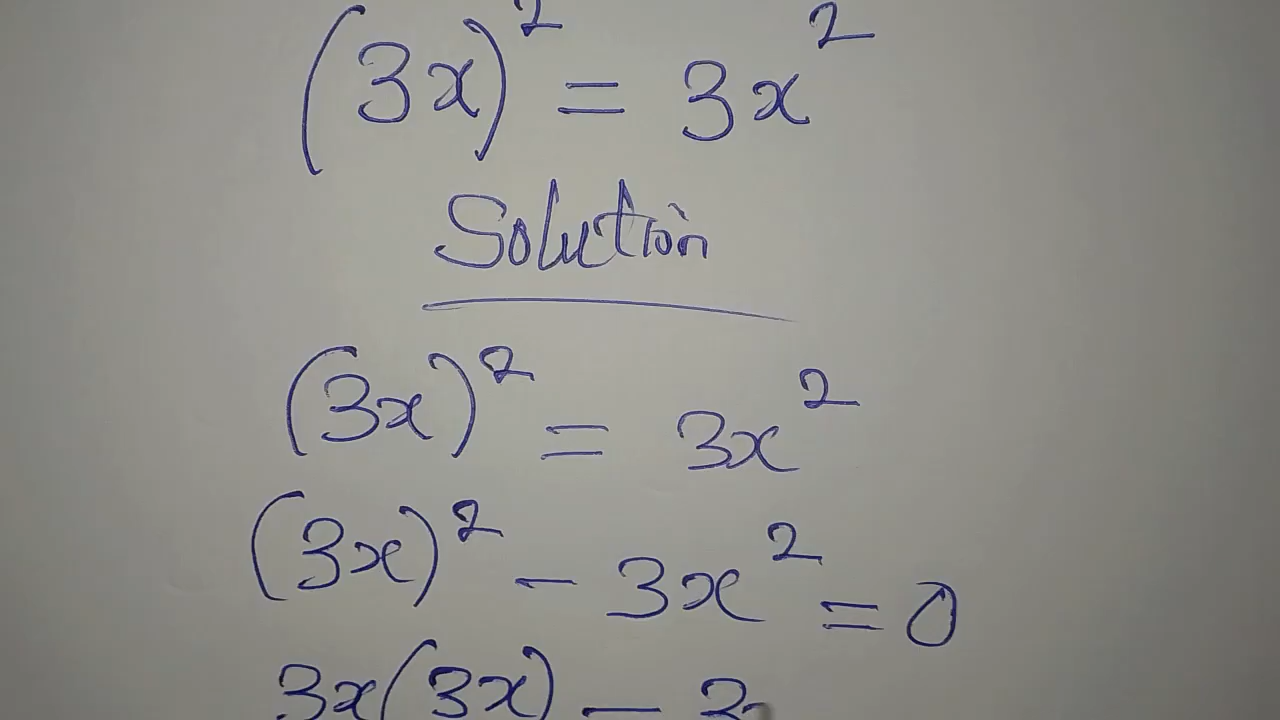 (3x)² = 3x²
Solution
(3x)² = 3x²
(3x)² - 3x² = 0
3x(3x) -